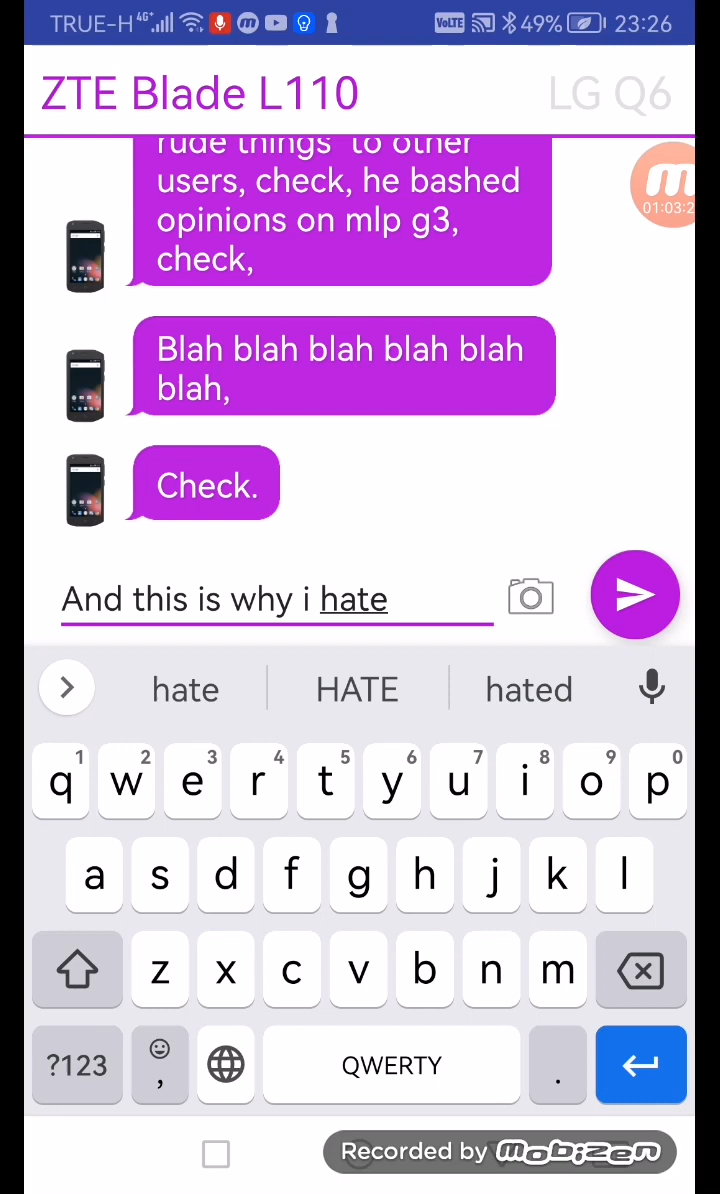 TRUE-H 4G+ VoLTE 49% 23:26
ZTE Blade L110 LG Q6
rude things to other
users, check, he bashed
opinions on mlp g3,
check,
01:03:2
Blah blah blah blah blah
blah,
Check.
And this is why i hate
hate HATE hated
1 2 3 4 5 6 7 8 9 0
q w e r t y u i o p
a s d f g h j k l
z x c v b n m
?123 , QWERTY .
Recorded by mobizen